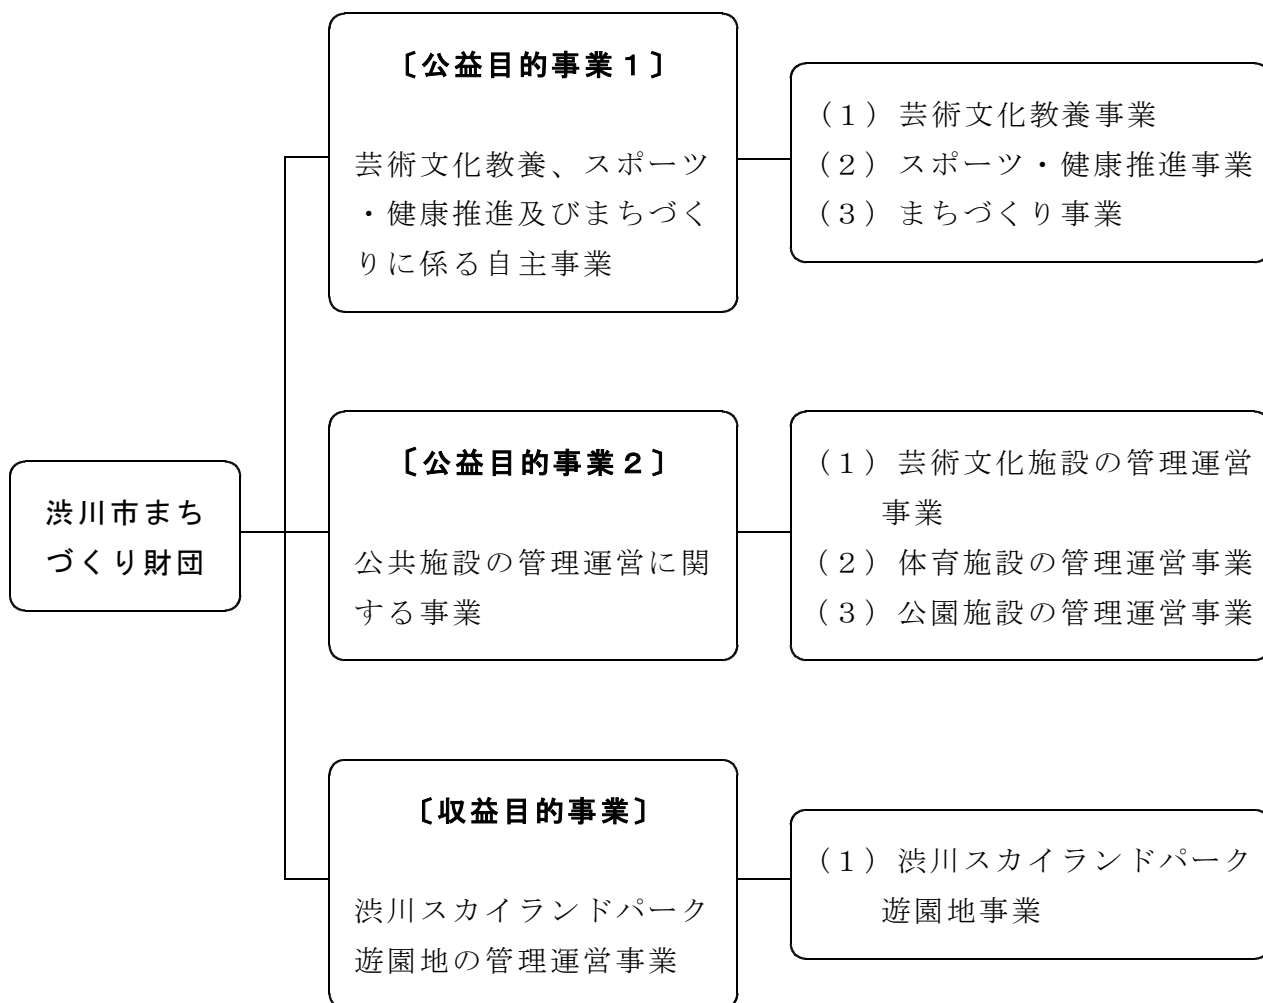 渋川市まち
づくり財団
〔公益目的事業１〕
芸術文化教養、スポーツ
・健康推進及びまちづく
りに係る自主事業
（１）芸術文化教養事業
（２）スポーツ・健康推進事業
（３）まちづくり事業
〔公益目的事業２〕
公共施設の管理運営に関
する事業
（１）芸術文化施設の管理運営
事業
（２）体育施設の管理運営事業
（３）公園施設の管理運営事業
〔収益目的事業〕
渋川スカイランドパーク
遊園地の管理運営事業
（１）渋川スカイランドパーク
遊園地事業